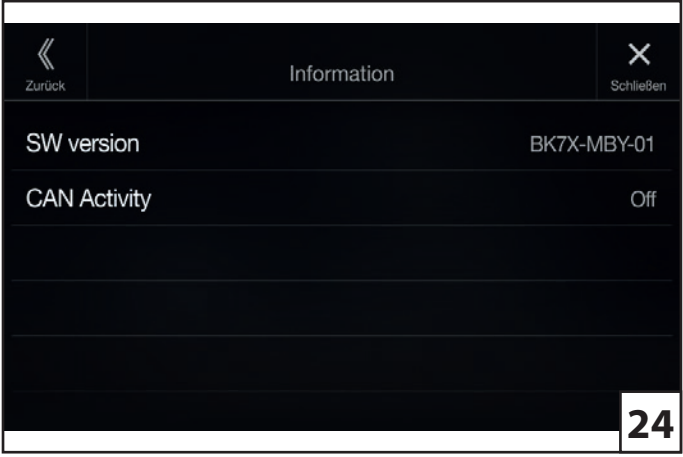 Zurück
Information
Schließen
SW version BK7X-MBY-01
CAN Activity Off
24